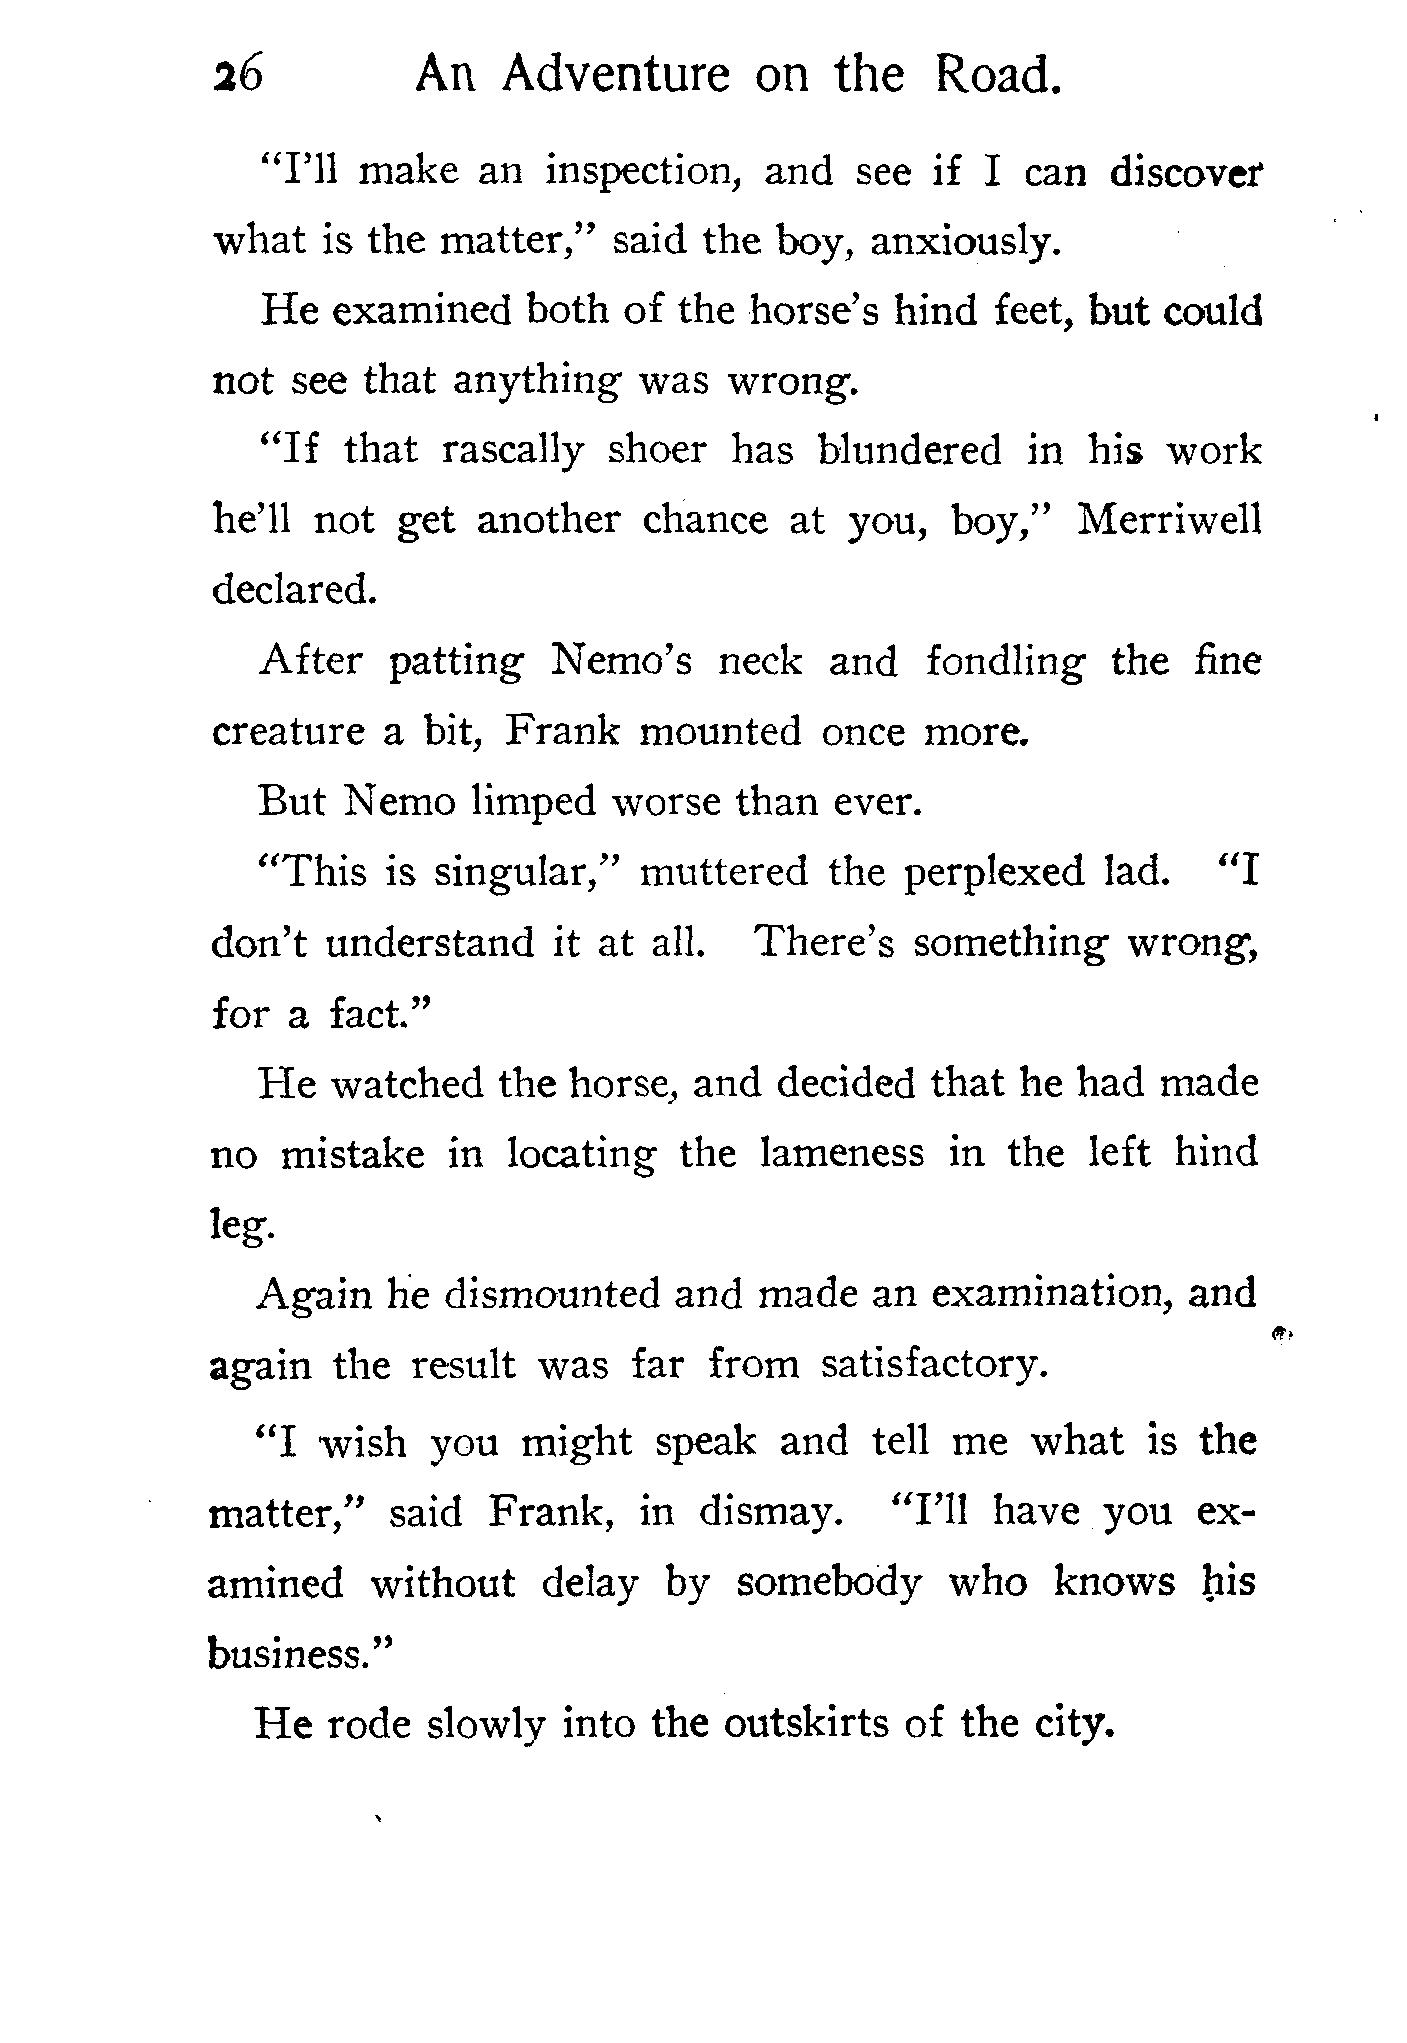 26 An Adventure on the Road.
“I’ll make an inspection, and see if I can discover
what is the matter,” said the boy, anxiously.
He examined both of the horse’s hind feet, but could
not see that anything was wrong.
“If that rascally shoer has blundered in his work
he’ll not get another chance at you, boy,” Merriwell
declared.
After patting Nemo’s neck and fondling the fine
creature a bit, Frank mounted once more.
But Nemo limped worse than ever.
“This is singular,” muttered the perplexed lad. “I
don’t understand it at all. There’s something wrong,
for a fact.”
He watched the horse, and decided that he had made
no mistake in locating the lameness in the left hind
leg.
Again he dismounted and made an examination, and
again the result was far from satisfactory.
“I wish you might speak and tell me what is the
matter,” said Frank, in dismay. “I’ll have you ex-
amined without delay by somebody who knows his
business.”
He rode slowly into the outskirts of the city.